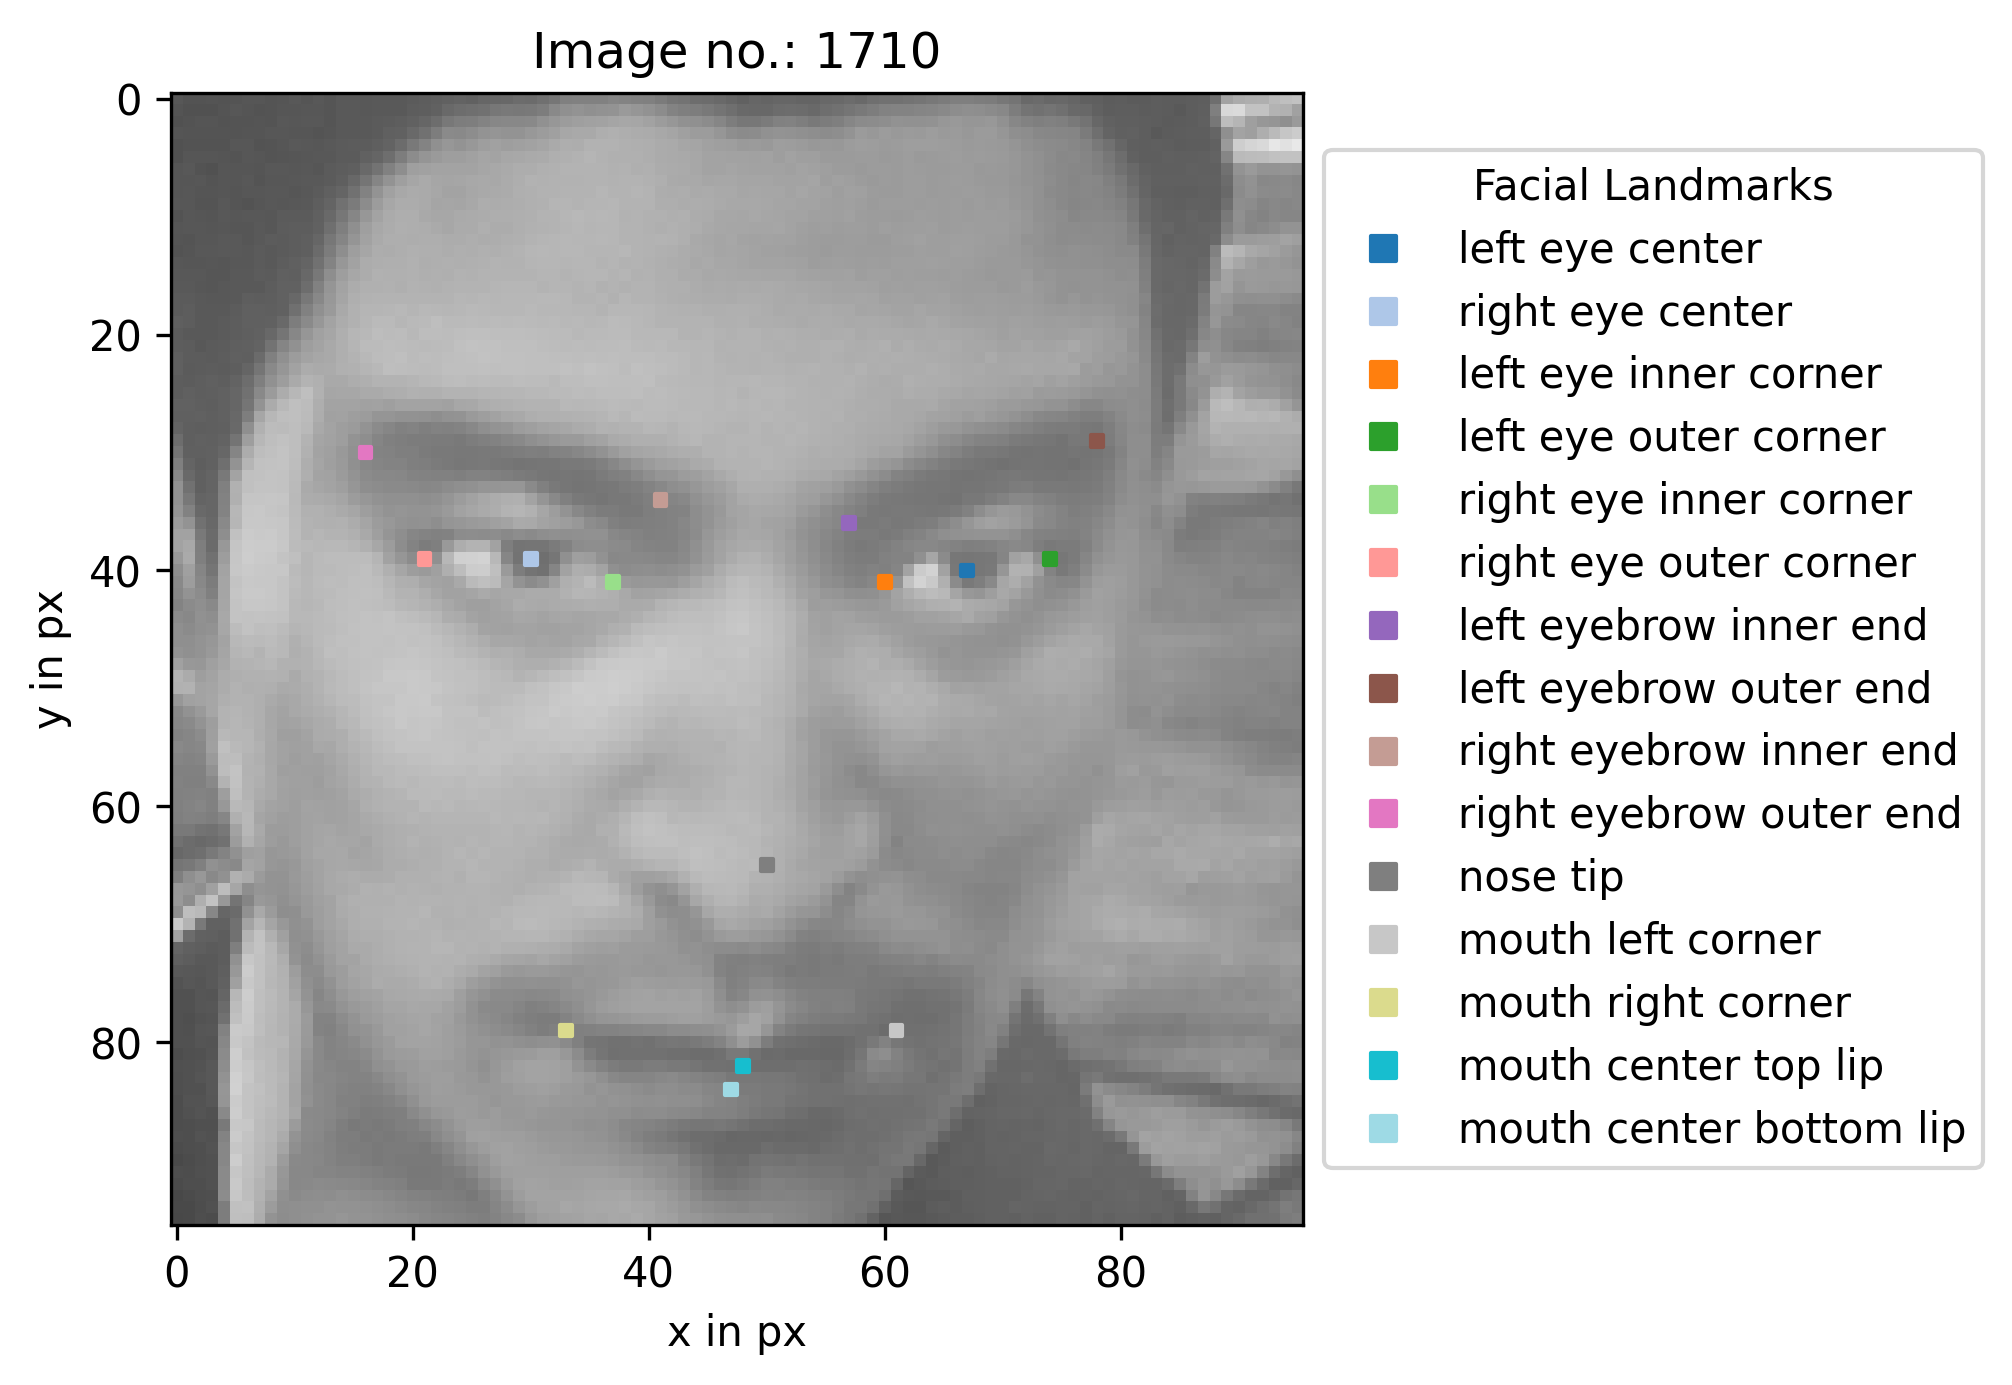 Image no.: 1710
0
20
40
60
80
y in px
0 20 40 60 80
x in px
Facial Landmarks
left eye center
right eye center
left eye inner corner
left eye outer corner
right eye inner corner
right eye outer corner
left eyebrow inner end
left eyebrow outer end
right eyebrow inner end
right eyebrow outer end
nose tip
mouth left corner
mouth right corner
mouth center top lip
mouth center bottom lip